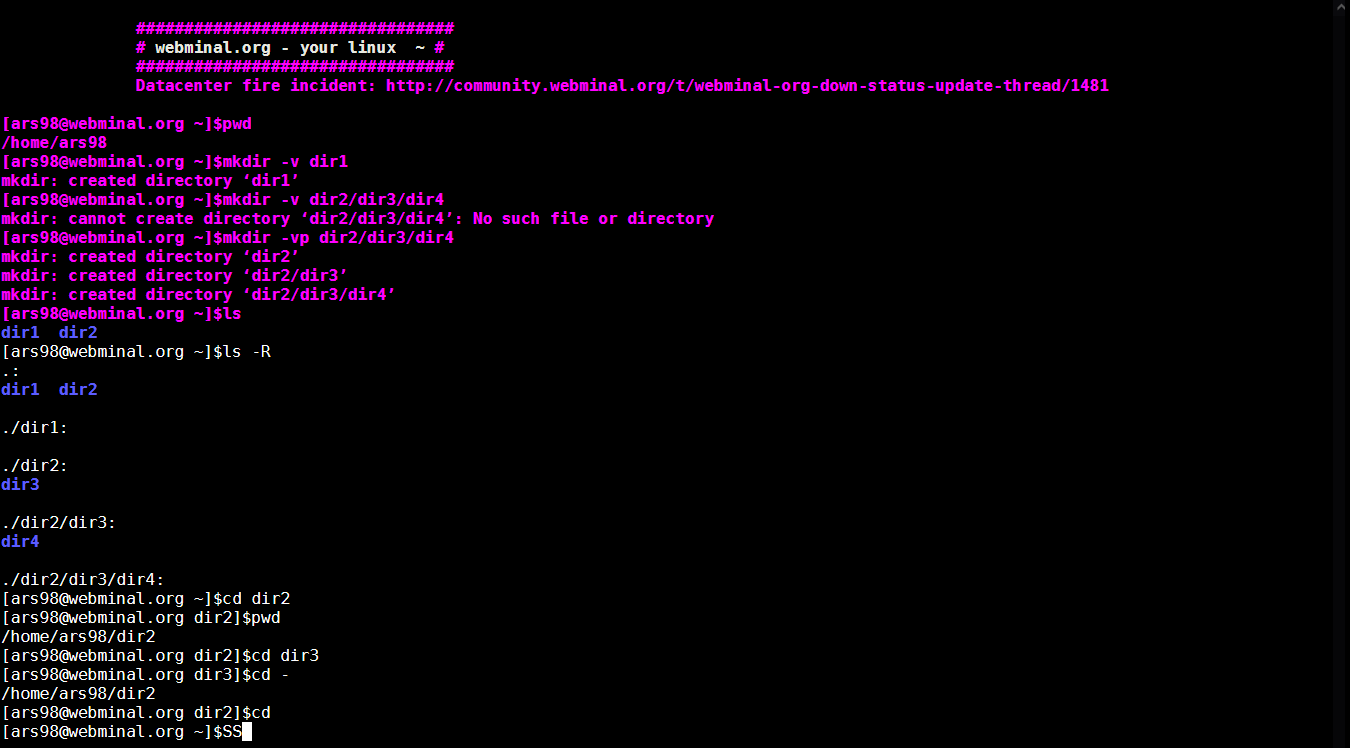 #################################
# webminal.org - your linux  ~ #
#################################
Datacenter fire incident: http://community.webminal.org/t/webminal-org-down-status-update-thread/1481
[ars98@webminal.org ~]$pwd
/home/ars98
[ars98@webminal.org ~]$mkdir -v dir1
mkdir: created directory ‘dir1’
[ars98@webminal.org ~]$mkdir -v dir2/dir3/dir4
mkdir: cannot create directory ‘dir2/dir3/dir4’: No such file or directory
[ars98@webminal.org ~]$mkdir -vp dir2/dir3/dir4
mkdir: created directory ‘dir2’
mkdir: created directory ‘dir2/dir3’
mkdir: created directory ‘dir2/dir3/dir4’
[ars98@webminal.org ~]$ls
dir1  dir2
[ars98@webminal.org ~]$ls -R
.:
dir1  dir2
./dir1:
./dir2:
dir3
./dir2/dir3:
dir4
./dir2/dir3/dir4:
[ars98@webminal.org ~]$cd dir2
[ars98@webminal.org dir2]$pwd
/home/ars98/dir2
[ars98@webminal.org dir2]$cd dir3
[ars98@webminal.org dir3]$cd -
/home/ars98/dir2
[ars98@webminal.org dir2]$cd
[ars98@webminal.org ~]$SS